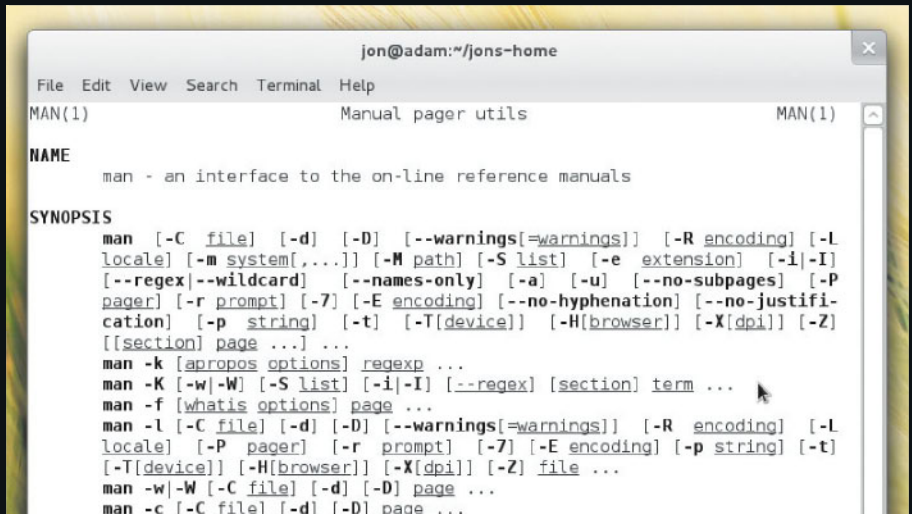 jon@adam:~/jons-home
File Edit View Search Terminal Help
MAN(1) Manual pager utils MAN(1)
NAME
man - an interface to the on-line reference manuals
SYNOPSIS
man [-C file] [-d] [-D] [--warnings[=warnings]] [-R encoding] [-L
locale] [-m system[,...]] [-M path] [-S list] [-e extension] [-i|-I]
[--regex|--wildcard] [--names-only] [-a] [-u] [--no-subpages] [-P
pager] [-r prompt] [-7] [-E encoding] [--no-hyphenation] [--no-justifi-
cation] [-p string] [-t] [-T[device]] [-H[browser]] [-X[dpi]] [-Z]
[[section] page ...] ...
man -k [apropos options] regexp ...
man -K [-w|-W] [-S list] [-i|-I] [--regex] [section] term ...
man -f [whatis options] page ...
man -l [-C file] [-d] [-D] [--warnings[=warnings]] [-R encoding] [-L
locale] [-P pager] [-r prompt] [-7] [-E encoding] [-p string] [-t]
[-T[device]] [-H[browser]] [-X[dpi]] [-Z] file ...
man -w|-W [-C file] [-d] [-D] page ...
man -c [-C file] [-d] [-D] page ...